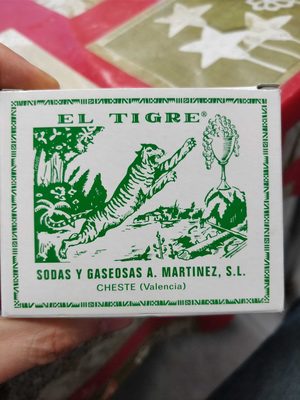 EL TIGRE®
SODAS Y GASEOSAS A. MARTINEZ, S.L.
CHESTE (Valencia)